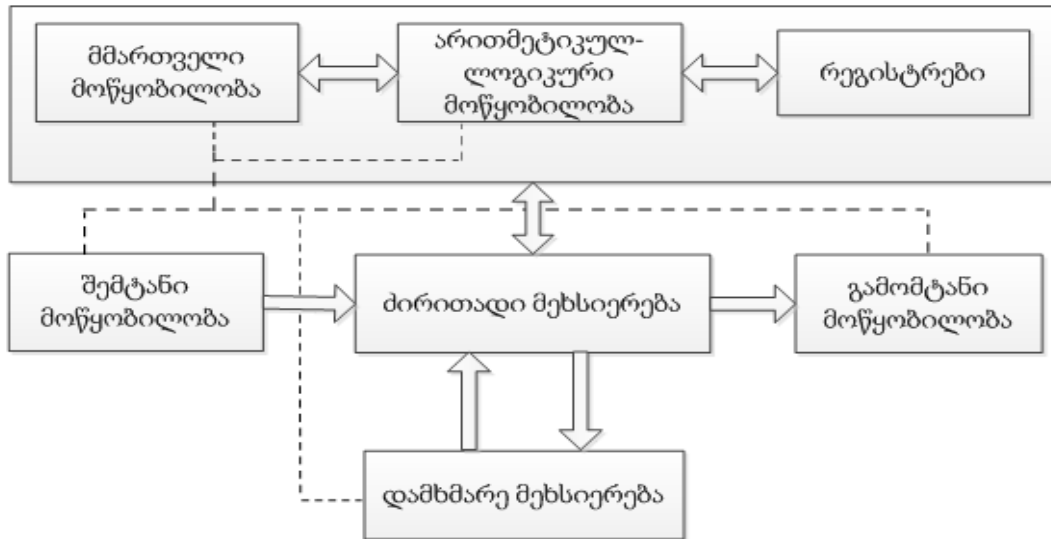 მმართველი
მოწყობილობა
არითმეტიკულ-
ლოგიკური
მოწყობილობა
რეგისტრები
შემტანი
მოწყობილობა
ძირითადი მეხსიერება
გამომტანი
მოწყობილობა
დამხმარე მეხსიერება